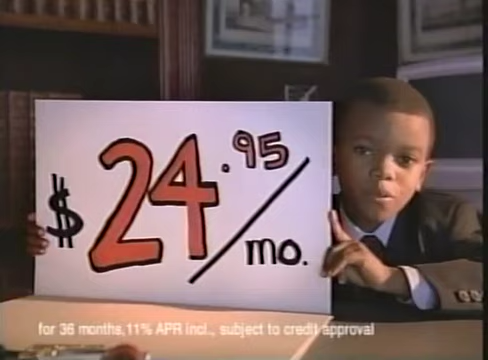 $24.95/mo.
for 36 months, 11% APR incl., subject to credit approval